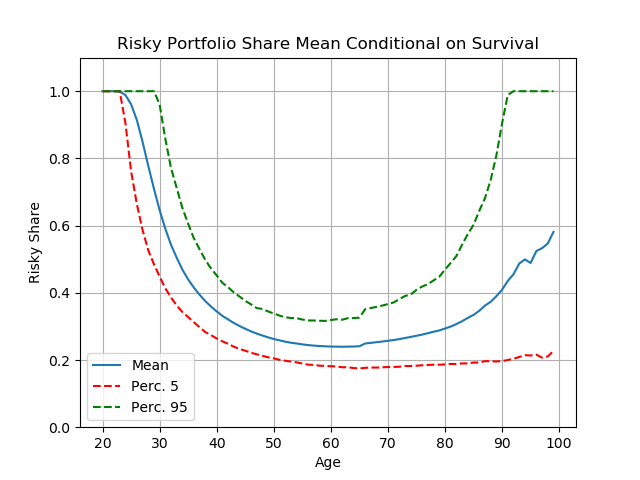 Risky Portfolio Share Mean Conditional on Survival
Risky Share
1.0
0.8
0.6
0.4
0.2
0.0
Mean
Perc. 5
Perc. 95
20 30 40 50 60 70 80 90 100
Age